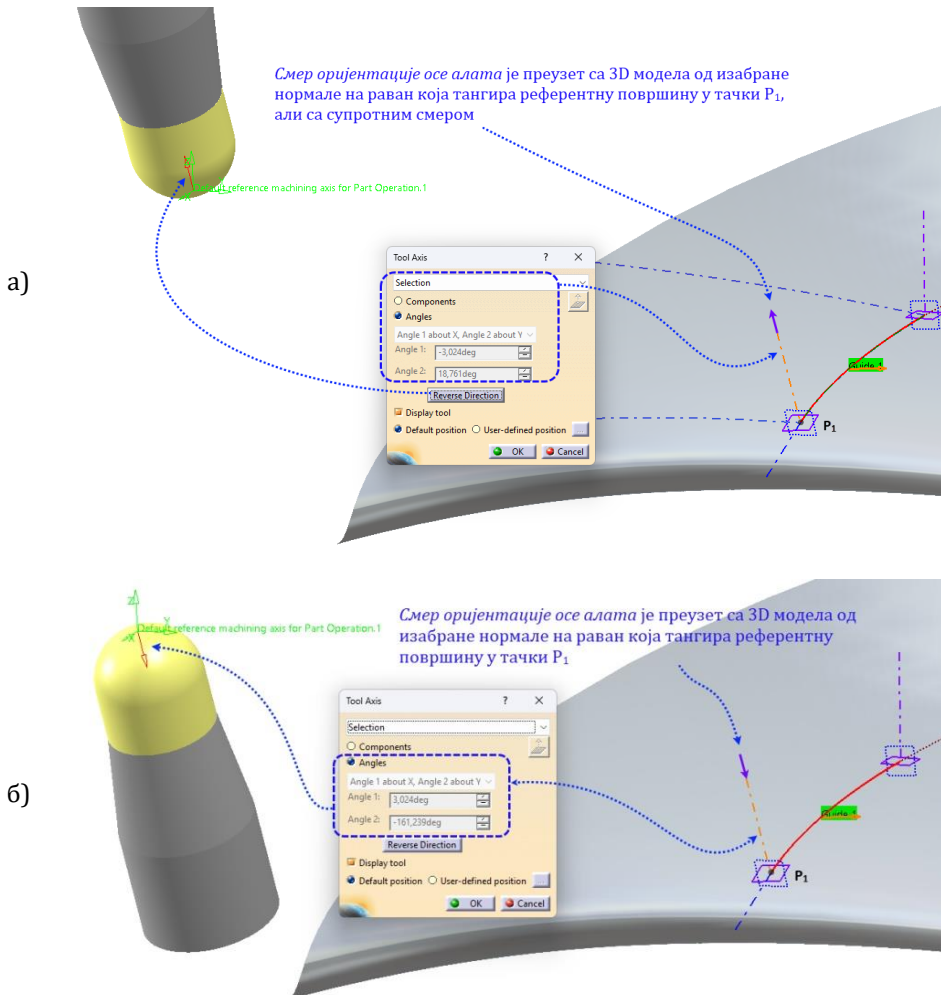 Смер оријентације осе алата је преузет са 3D модела од изабране
нормале на раван која тангира референтну површину у тачки P₁,
али са супротним смером
Default reference machining axis for Part Operation.1
а)
Tool Axis ? ×
Selection
Components
Angles
Angle 1 about X, Angle 2 about Y
Angle 1: -3,024deg
Angle 2: 18,761deg
Reverse Direction
Display tool
Default position User-defined position ...
OK Cancel
Guide 1
P₁
Z
Y
X
Default reference machining axis for Part Operation.1
Смер оријентације осе алата је преузет са 3D модела од
изабране нормале на раван која тангира референтну
површину у тачки P₁
б)
Tool Axis ? ×
Selection
Components
Angles
Angle 1 about X, Angle 2 about Y
Angle 1: 3,024deg
Angle 2: -161,239deg
Reverse Direction
Display tool
Default position User-defined position ...
OK Cancel
Guide 1
P₁